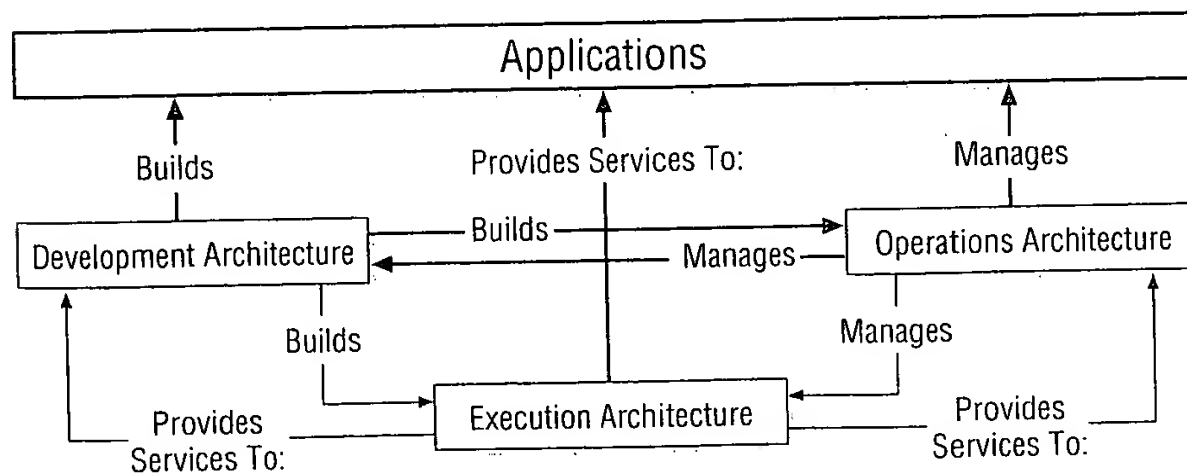 Applications
Builds
Provides Services To:
Manages
Development Architecture
Builds
Manages
Operations Architecture
Builds
Manages
Execution Architecture
Provides
Services To:
Provides
Services To: